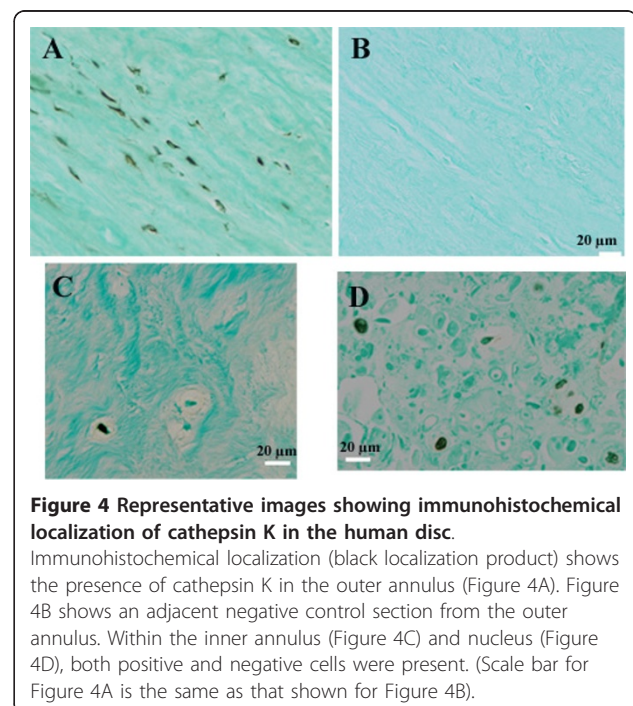 A
B
20 µm
C
20 µm
D
20 µm
Figure 4 Representative images showing immunohistochemical
localization of cathepsin K in the human disc.
Immunohistochemical localization (black localization product) shows
the presence of cathepsin K in the outer annulus (Figure 4A). Figure
4B shows an adjacent negative control section from the outer
annulus. Within the inner annulus (Figure 4C) and nucleus (Figure
4D), both positive and negative cells were present. (Scale bar for
Figure 4A is the same as that shown for Figure 4B).